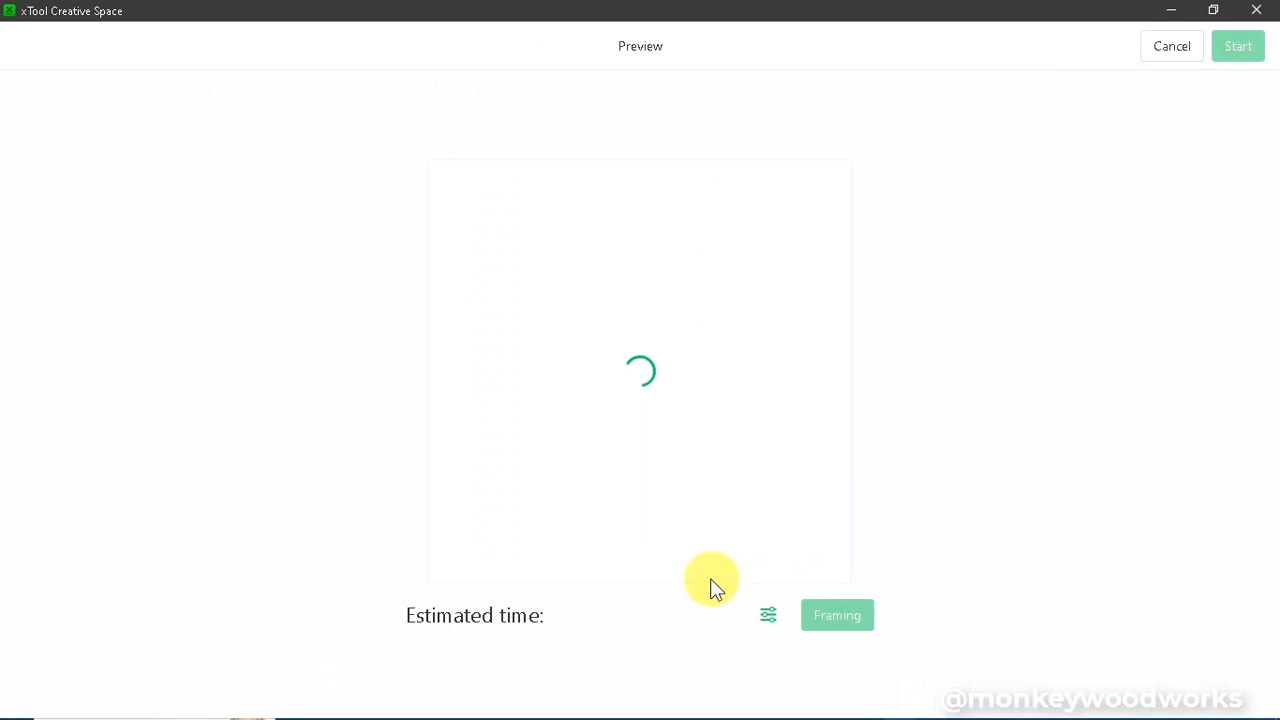 xTool Creative Space
Preview
Cancel
Start
Estimated time:
Framing
@monkeywoodworks